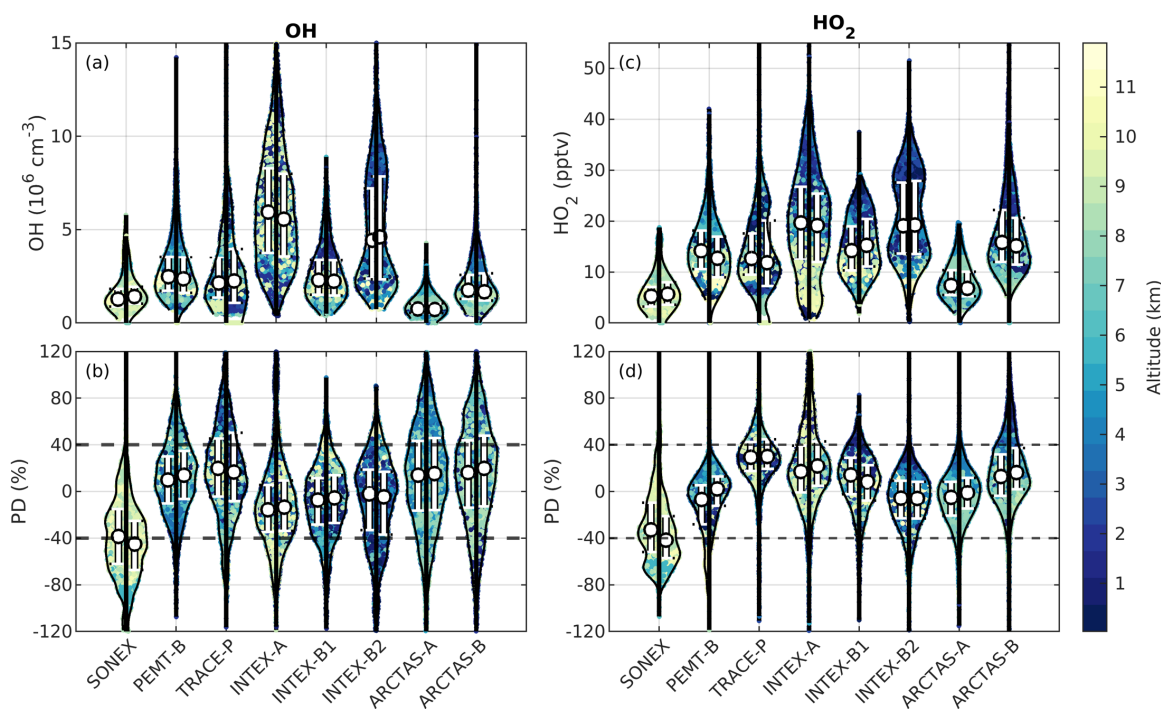 OH
HO2
(a)
15
10
5
0
OH (10^6 cm^-3)
(c)
50
40
30
20
10
0
HO2 (pptv)
(b)
120
80
40
0
-40
-80
-120
PD (%)
(d)
120
80
40
0
-40
-80
-120
PD (%)
SONEX
PEMT-B
TRACE-P
INTEX-A
INTEX-B1
INTEX-B2
ARCTAS-A
ARCTAS-B
SONEX
PEMT-B
TRACE-P
INTEX-A
INTEX-B1
INTEX-B2
ARCTAS-A
ARCTAS-B
11
10
9
8
7
6
5
4
3
2
1
Altitude (km)